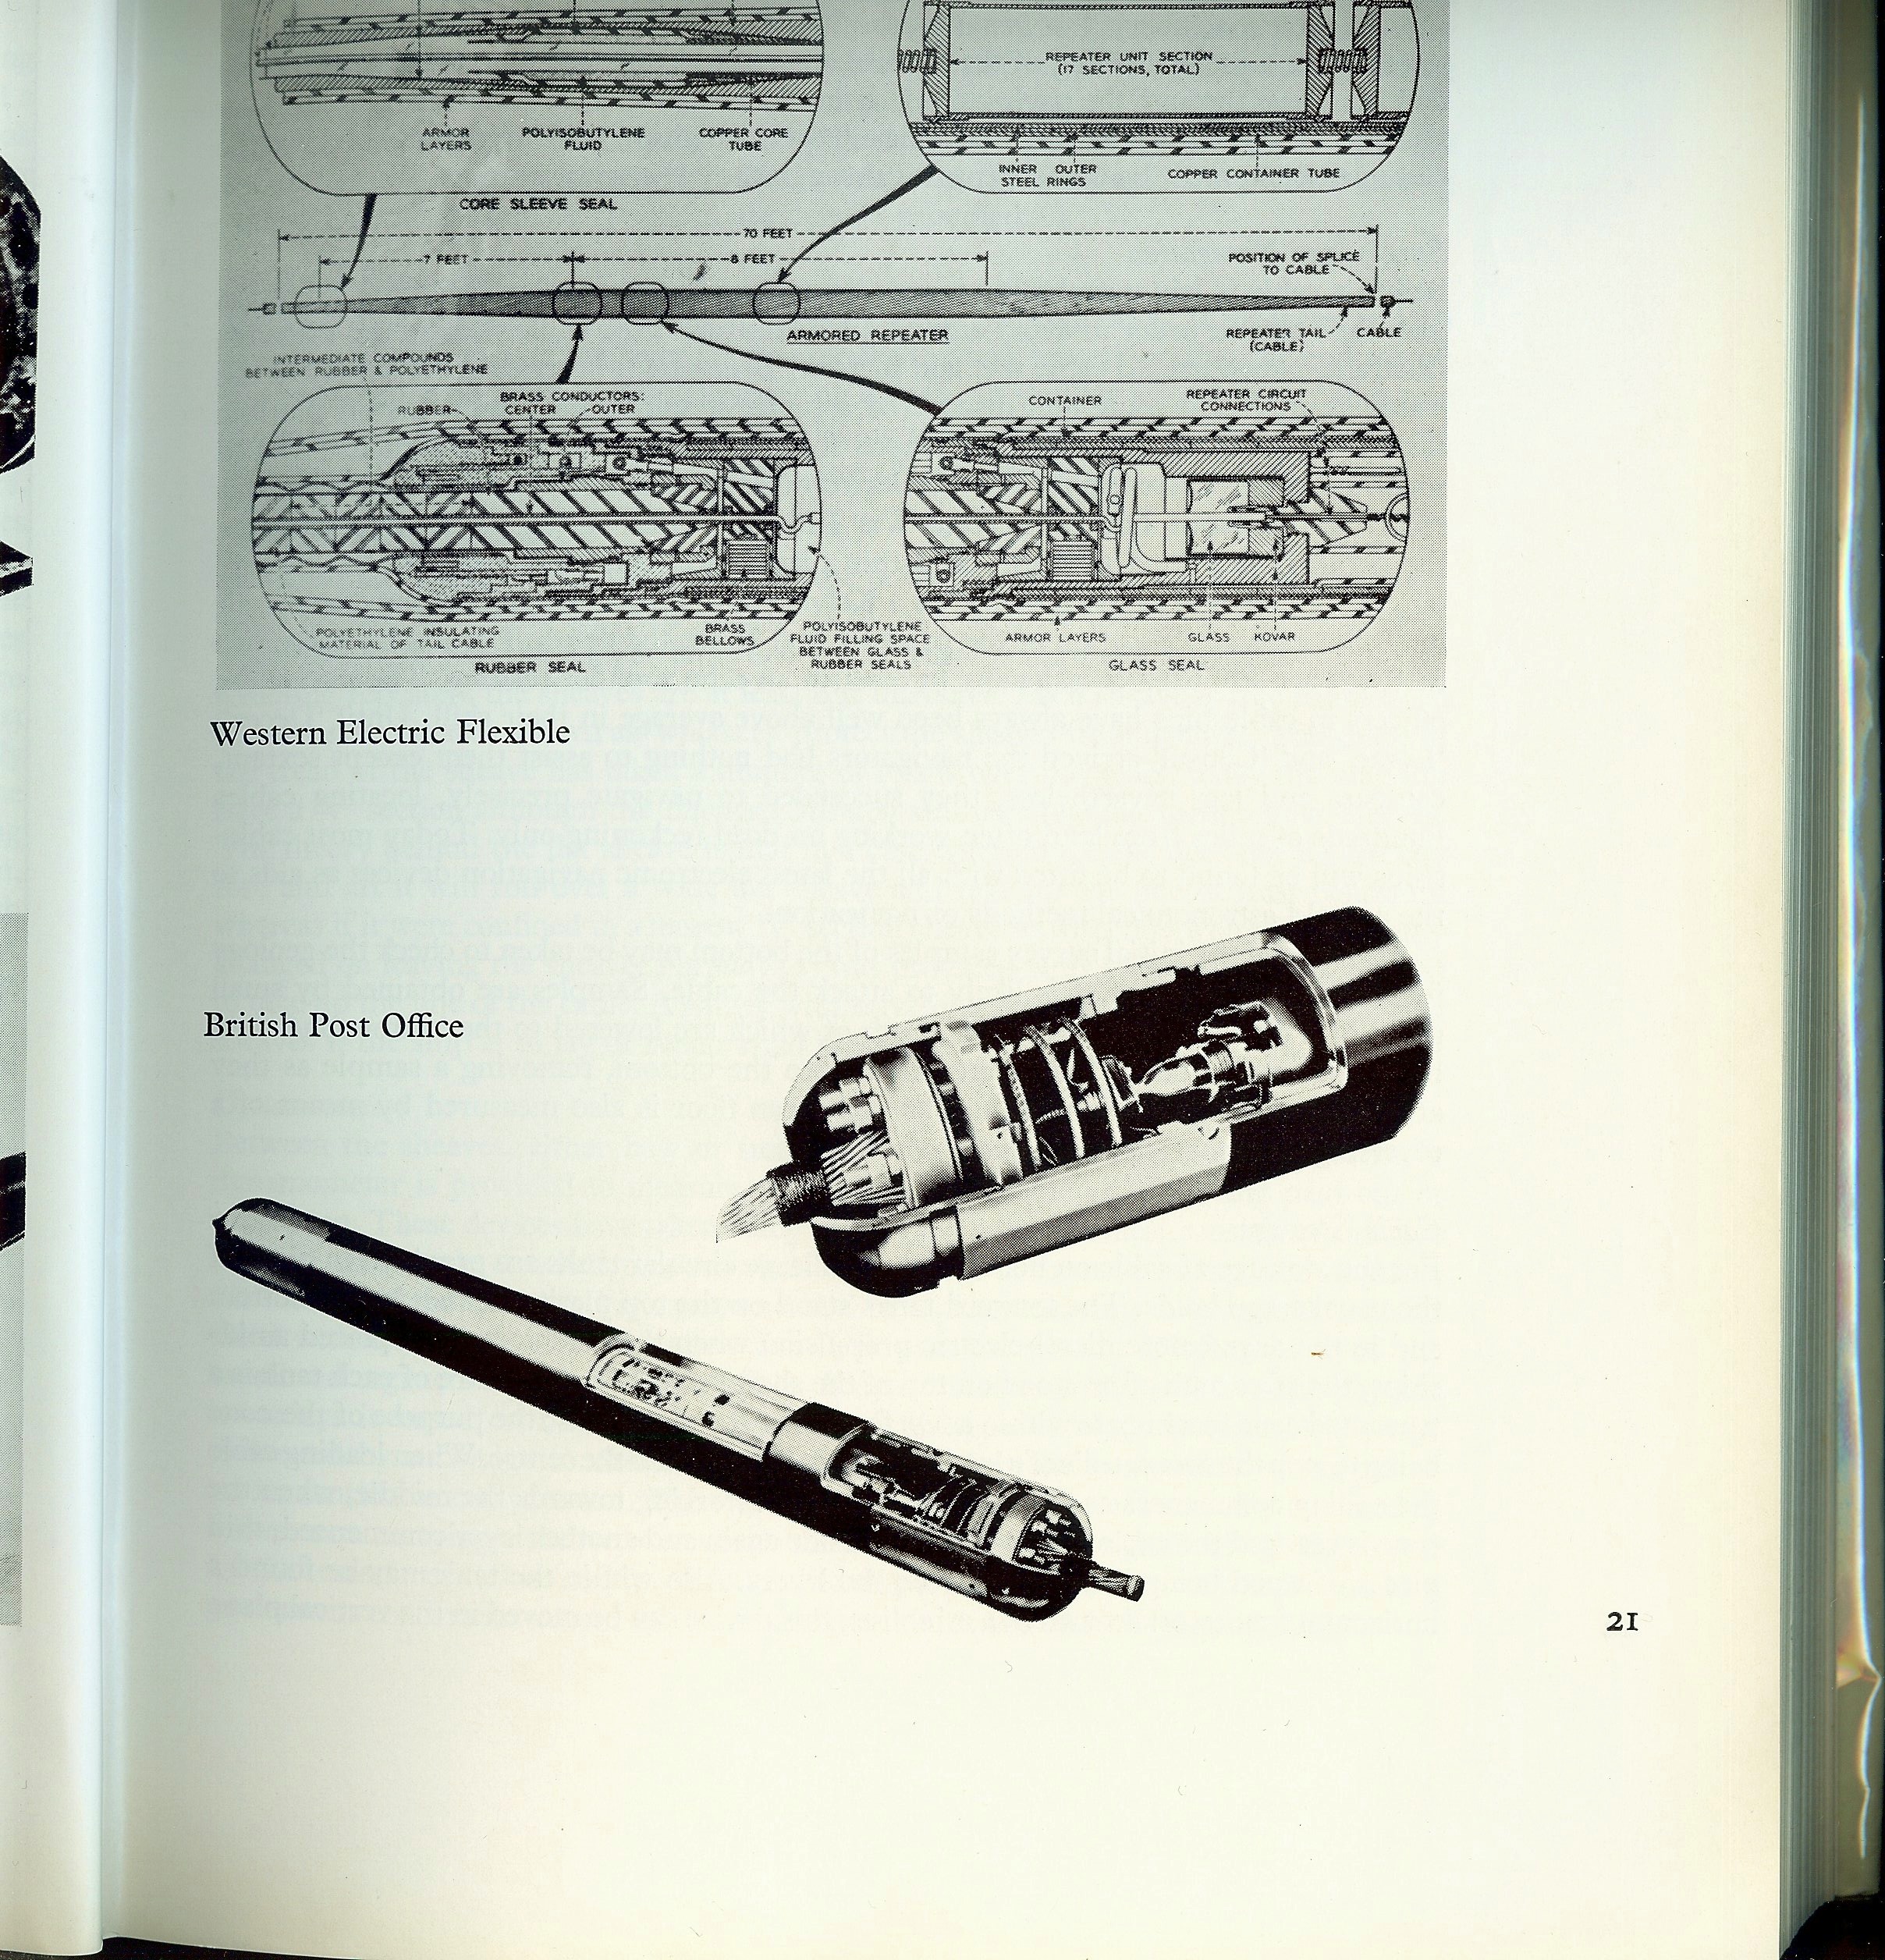 REPEATER UNIT SECTION
(17 SECTIONS, TOTAL)
ARMOR
LAYERS
POLYISOBUTYLENE
FLUID
COPPER CORE
TUBE
INNER OUTER
STEEL RINGS
COPPER CONTAINER TUBE
CORE SLEEVE SEAL
70 FEET
7 FEET
8 FEET
POSITION OF SPLICE
TO CABLE
ARMORED REPEATER
REPEATER TAIL
(CABLE)
CABLE
INTERMEDIATE COMPOUNDS
BETWEEN RUBBER & POLYETHYLENE
BRASS CONDUCTORS:
RUBBER CENTER OUTER
CONTAINER
REPEATER CIRCUIT
CONNECTIONS
POLYETHYLENE INSULATING
MATERIAL OF TAIL CABLE
BRASS
BELLOWS
POLYISOBUTYLENE
FLUID FILLING SPACE
BETWEEN GLASS &
RUBBER SEALS
ARMOR LAYERS
GLASS
KOVAR
RUBBER SEAL
GLASS SEAL
Western Electric Flexible
British Post Office
21